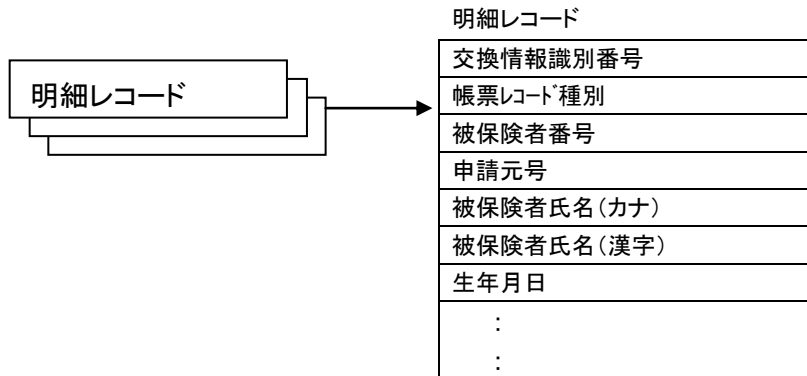 明細レコード
明細レコード
交換情報識別番号
帳票ﾚｺｰﾄﾞ種別
被保険者番号
申請元号
被保険者氏名（カナ）
被保険者氏名（漢字）
生年月日
：
：